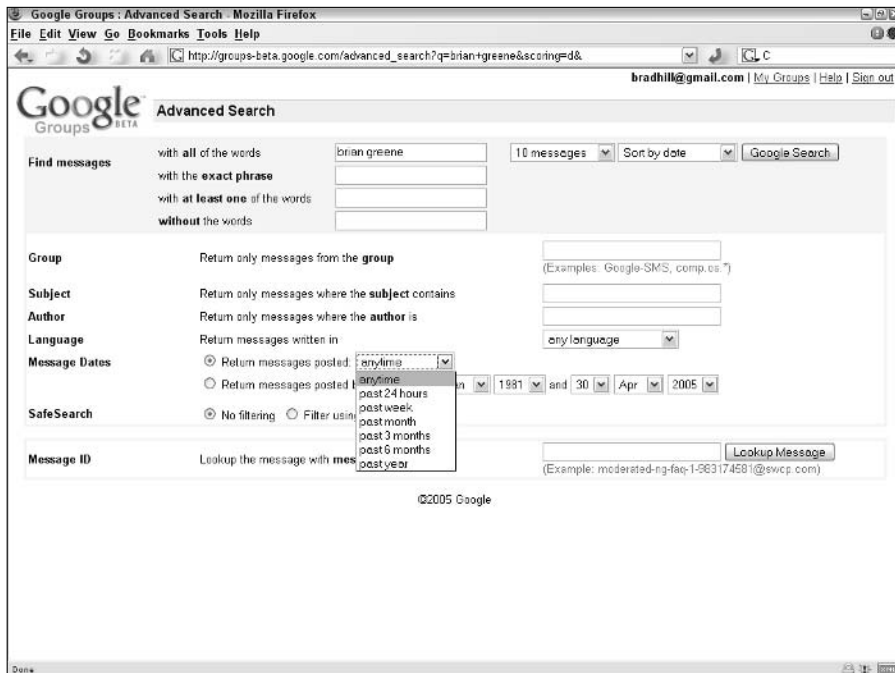 Google Groups : Advanced Search - Mozilla Firefox
File Edit View Go Bookmarks Tools Help
http://groups-beta.google.com/advanced_search?q=brian+greene&scoring=d&
bradhill@gmail.com | My Groups | Help | Sign out
Google Groups BETA
Advanced Search
Find messages
with all of the words brian greene 10 messages Sort by date Google Search
with the exact phrase
with at least one of the words
without the words
Group Return only messages from the group
(Examples: Google-SMS, comp.os.*)
Subject Return only messages where the subject contains
Author Return only messages where the author is
Language Return messages written in any language
Message Dates Return messages posted: anytime
Return messages posted 1981 and 30 Apr 2005
anytime
past 24 hours
past week
past month
past 3 months
past 6 months
past year
SafeSearch No filtering Filter using
Message ID Lookup the message with Lookup Message
(Example: moderated-ng-faq-1-983174581@swcp.com)
©2005 Google
Done